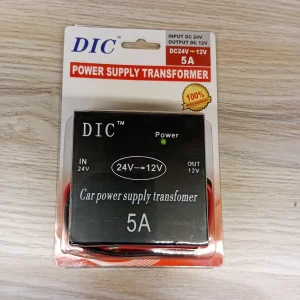 DIC™
INPUT DC 24V
OUTPUT DC 12V
DC24V→12V
5A
POWER SUPPLY TRANSFORMER
100%
DIC™
Power
IN
24V
24V→12V
OUT
12V
Car power supply transfomer
5A